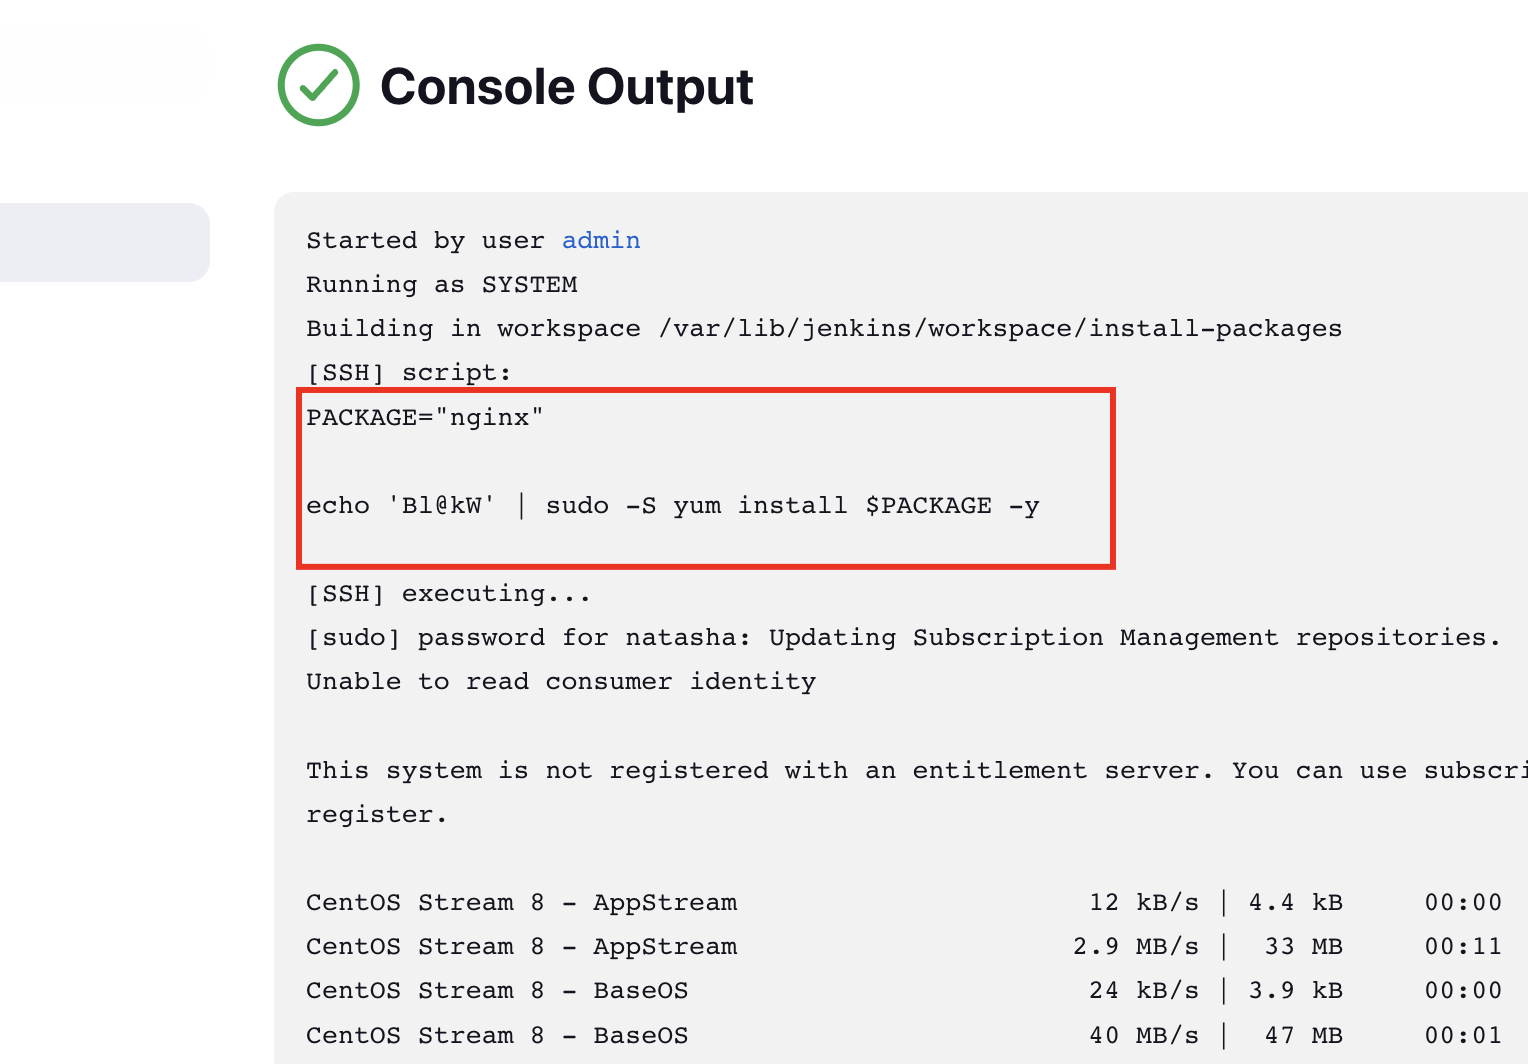 Console Output
Started by user admin
Running as SYSTEM
Building in workspace /var/lib/jenkins/workspace/install-packages
[SSH] script:
PACKAGE="nginx"
echo 'Bl@kW' | sudo -S yum install $PACKAGE -y
[SSH] executing...
[sudo] password for natasha: Updating Subscription Management repositories.
Unable to read consumer identity
This system is not registered with an entitlement server. You can use subscri
register.
CentOS Stream 8 - AppStream 12 kB/s | 4.4 kB 00:00
CentOS Stream 8 - AppStream 2.9 MB/s | 33 MB 00:11
CentOS Stream 8 - BaseOS 24 kB/s | 3.9 kB 00:00
CentOS Stream 8 - BaseOS 40 MB/s | 47 MB 00:01